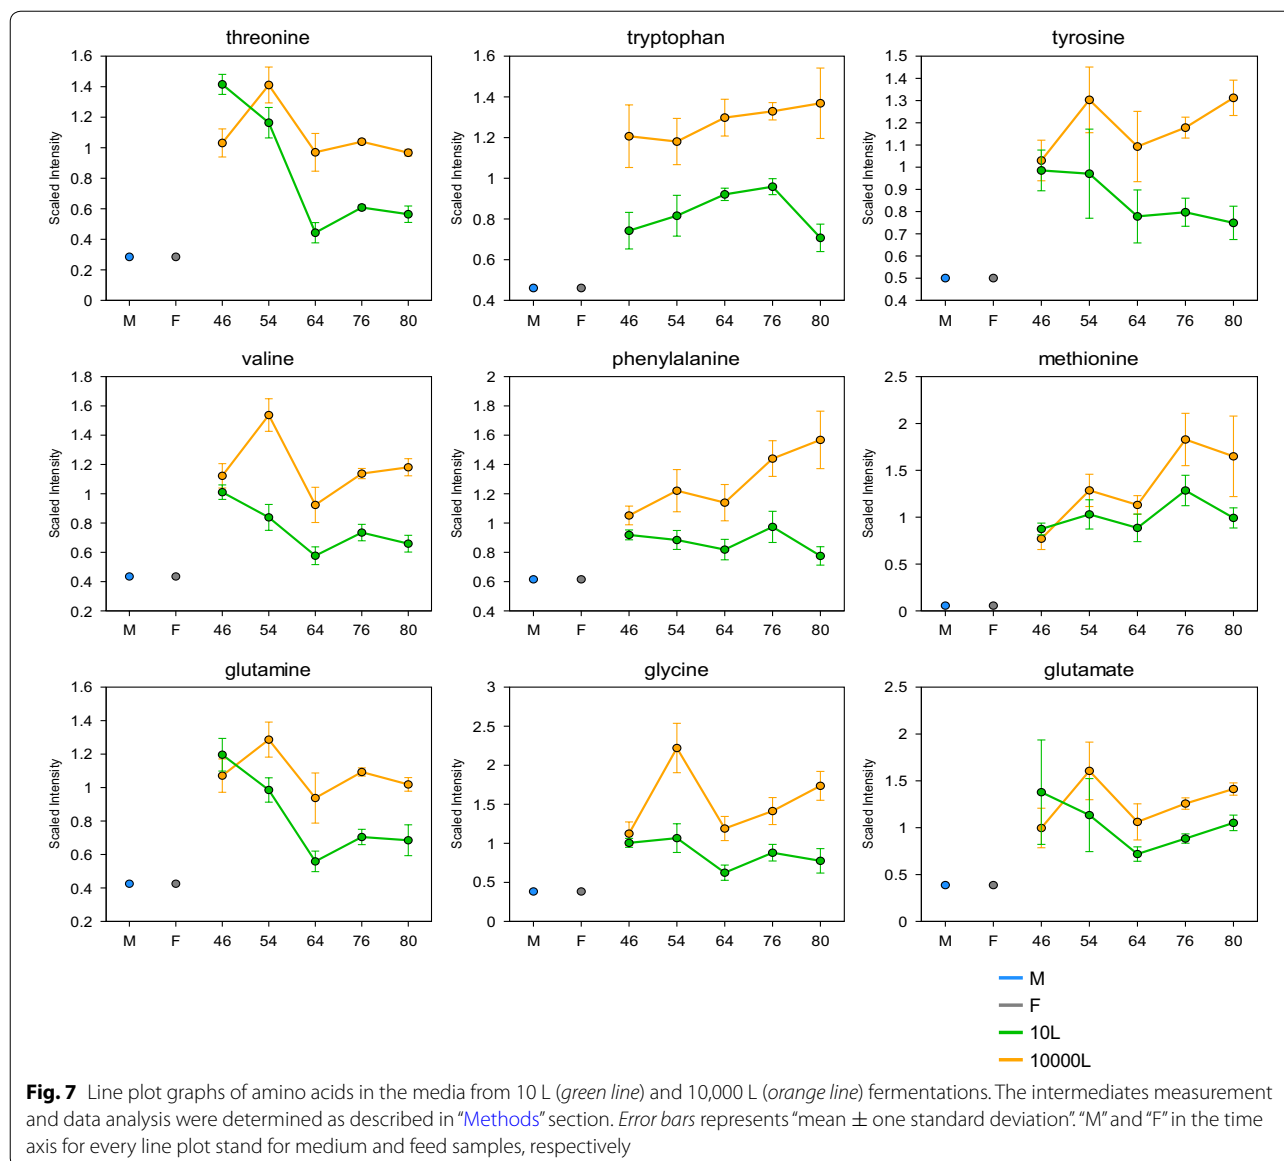 threonine
1.6
1.4
1.2
1
0.8
0.6
0.4
0.2
0
Scaled Intensity
M F 46 54 64 76 80
tryptophan
1.6
1.4
1.2
1
0.8
0.6
0.4
Scaled Intensity
M F 46 54 64 76 80
tyrosine
1.5
1.4
1.3
1.2
1.1
1
0.9
0.8
0.7
0.6
0.5
0.4
Scaled Intensity
M F 46 54 64 76 80
valine
1.8
1.6
1.4
1.2
1
0.8
0.6
0.4
0.2
Scaled Intensity
M F 46 54 64 76 80
phenylalanine
2
1.8
1.6
1.4
1.2
1
0.8
0.6
0.4
Scaled Intensity
M F 46 54 64 76 80
methionine
2.5
2
1.5
1
0.5
0
Scaled Intensity
M F 46 54 64 76 80
glutamine
1.6
1.4
1.2
1
0.8
0.6
0.4
0.2
Scaled Intensity
M F 46 54 64 76 80
glycine
3
2.5
2
1.5
1
0.5
0
Scaled Intensity
M F 46 54 64 76 80
glutamate
2.5
2
1.5
1
0.5
0
Scaled Intensity
M F 46 54 64 76 80
M
F
10L
10000L
Fig. 7 Line plot graphs of amino acids in the media from 10 L (green line) and 10,000 L (orange line) fermentations. The intermediates measurement
and data analysis were determined as described in “Methods” section. Error bars represents “mean ± one standard deviation”. “M” and “F” in the time
axis for every line plot stand for medium and feed samples, respectively